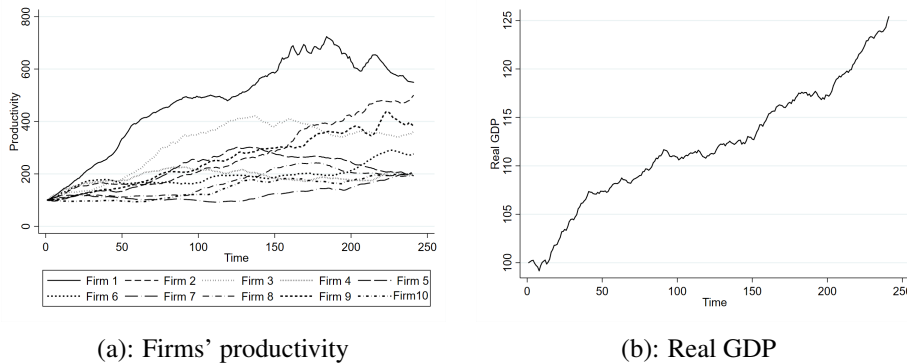 800
600
400
200
0
Productivity
0 50 100 150 200 250
Time
Firm 1 Firm 2 Firm 3 Firm 4 Firm 5
Firm 6 Firm 7 Firm 8 Firm 9 Firm10
125
120
115
110
105
100
Real GDP
0 50 100 150 200 250
Time
(a): Firms' productivity
(b): Real GDP